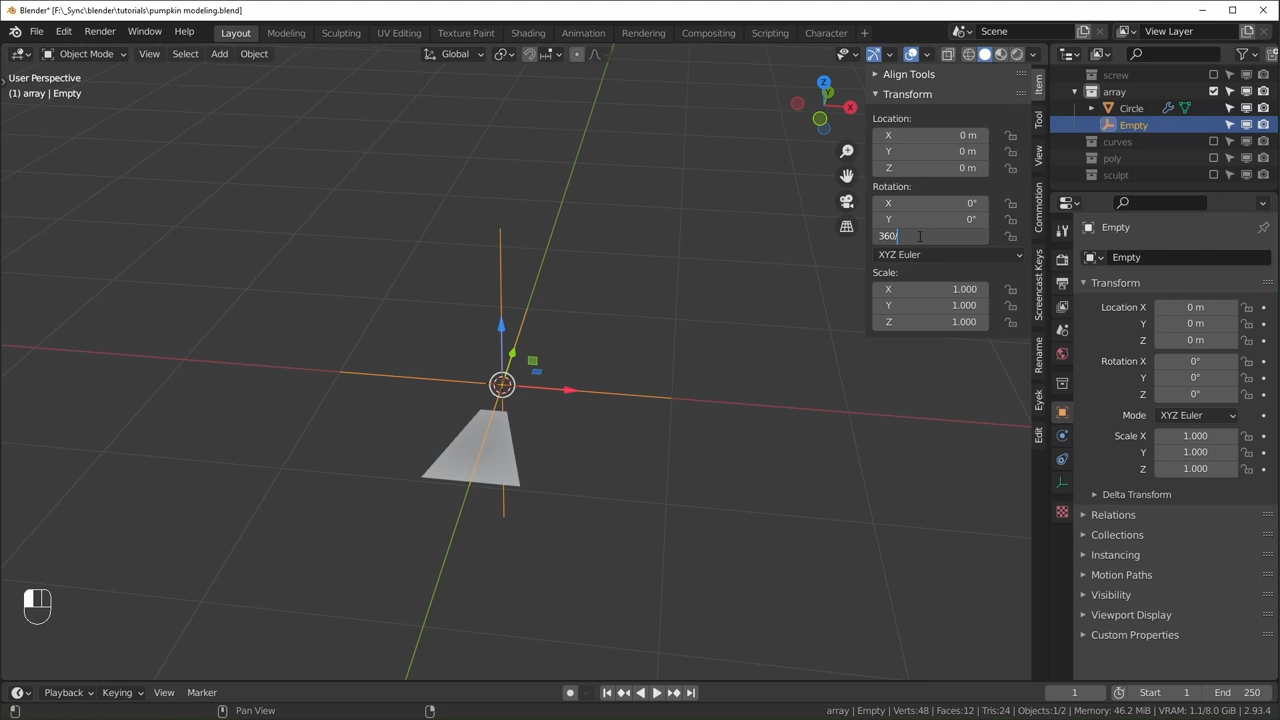 Blender* [F:\_Sync\blender\tutorials\pumpkin modeling.blend]
File Edit Render Window Help Layout Modeling Sculpting UV Editing Texture Paint Shading Animation Rendering Compositing Scripting Character + Scene View Layer
Object Mode View Select Add Object Global
User Perspective
(1) array | Empty
Z
Y
X
Align Tools
Transform
Location:
X 0 m
Y 0 m
Z 0 m
Rotation:
X 0°
Y 0°
360/
XYZ Euler
Scale:
X 1.000
Y 1.000
Z 1.000
Item
Tool
View
Commotion
Screencast Keys
Rename
Eyek
Edit
screw
array
Circle
Empty
curves
poly
sculpt
Empty
Empty
Transform
Location X 0 m
Y 0 m
Z 0 m
Rotation X 0°
Y 0°
Z 0°
Mode XYZ Euler
Scale X 1.000
Y 1.000
Z 1.000
Delta Transform
Relations
Collections
Instancing
Motion Paths
Visibility
Viewport Display
Custom Properties
Playback Keying View Marker 1 Start 1 End 250
Pan View array | Empty | Verts:48 | Faces:12 | Tris:24 | Objects:1/2 | Memory: 46.2 MiB | VRAM: 1.1/8.0 GiB | 2.93.4